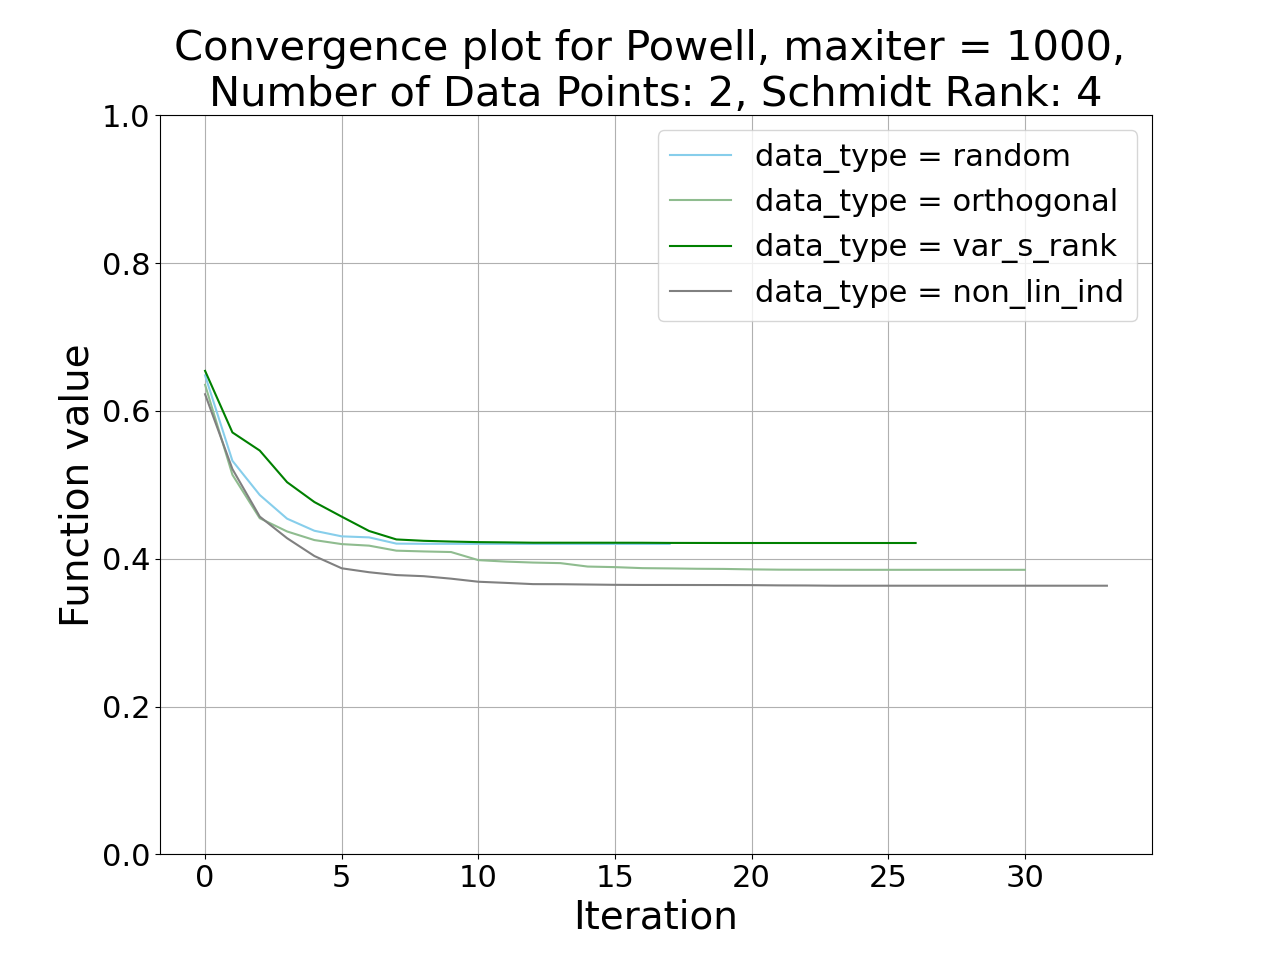 Convergence plot for Powell, maxiter = 1000,
Number of Data Points: 2, Schmidt Rank: 4
1.0
0.8
0.6
0.4
0.2
0.0
Function value
data_type = random
data_type = orthogonal
data_type = var_s_rank
data_type = non_lin_ind
0 5 10 15 20 25 30
Iteration